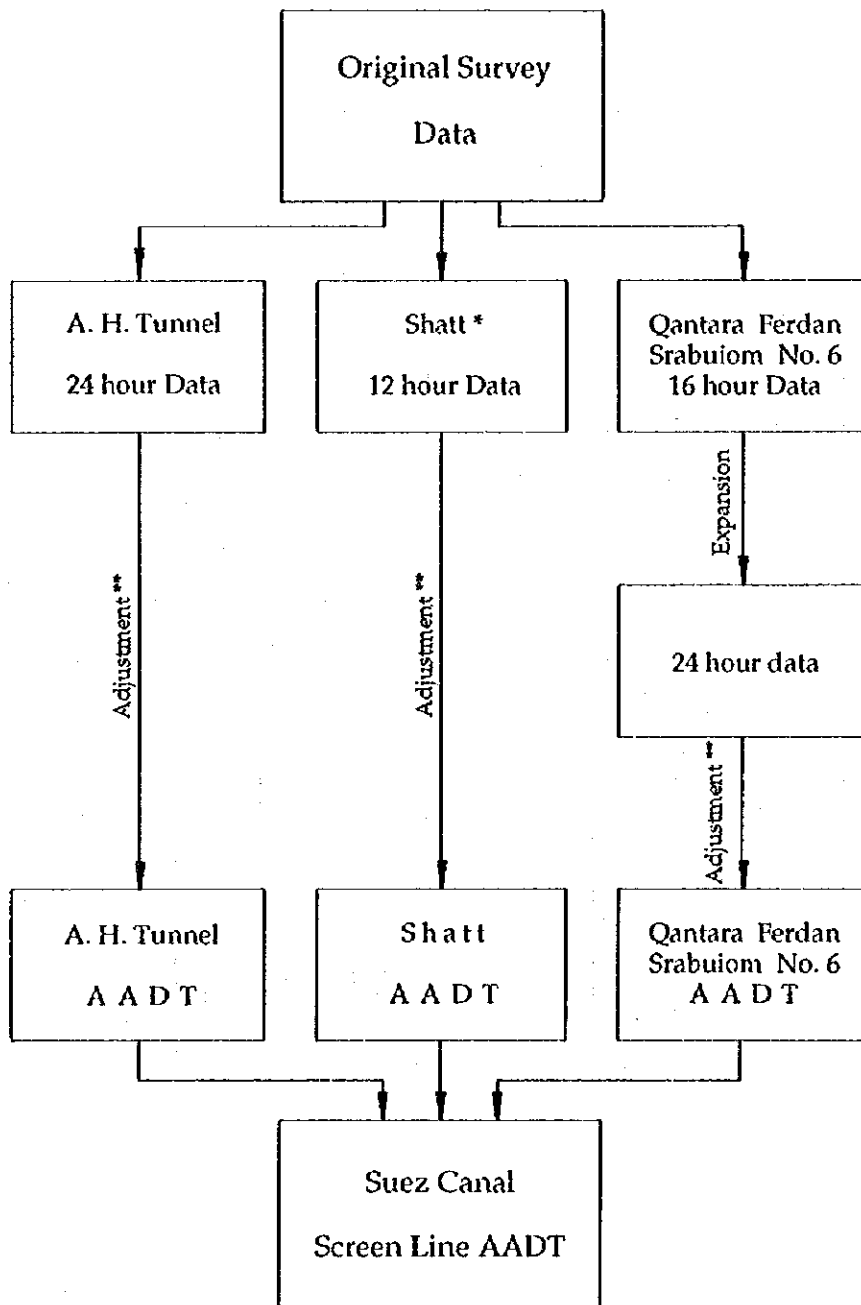 Original Survey
Data
A. H. Tunnel
24 hour Data
Shatt *
12 hour Data
Qantara Ferdan
Srabuiom No. 6
16 hour Data
Expansion
24 hour data
Adjustment **
Adjustment **
Adjustment **
A. H. Tunnel
A A D T
Shatt
A A D T
Qantara Ferdan
Srabuiom No. 6
A A D T
Suez Canal
Screen Line AADT